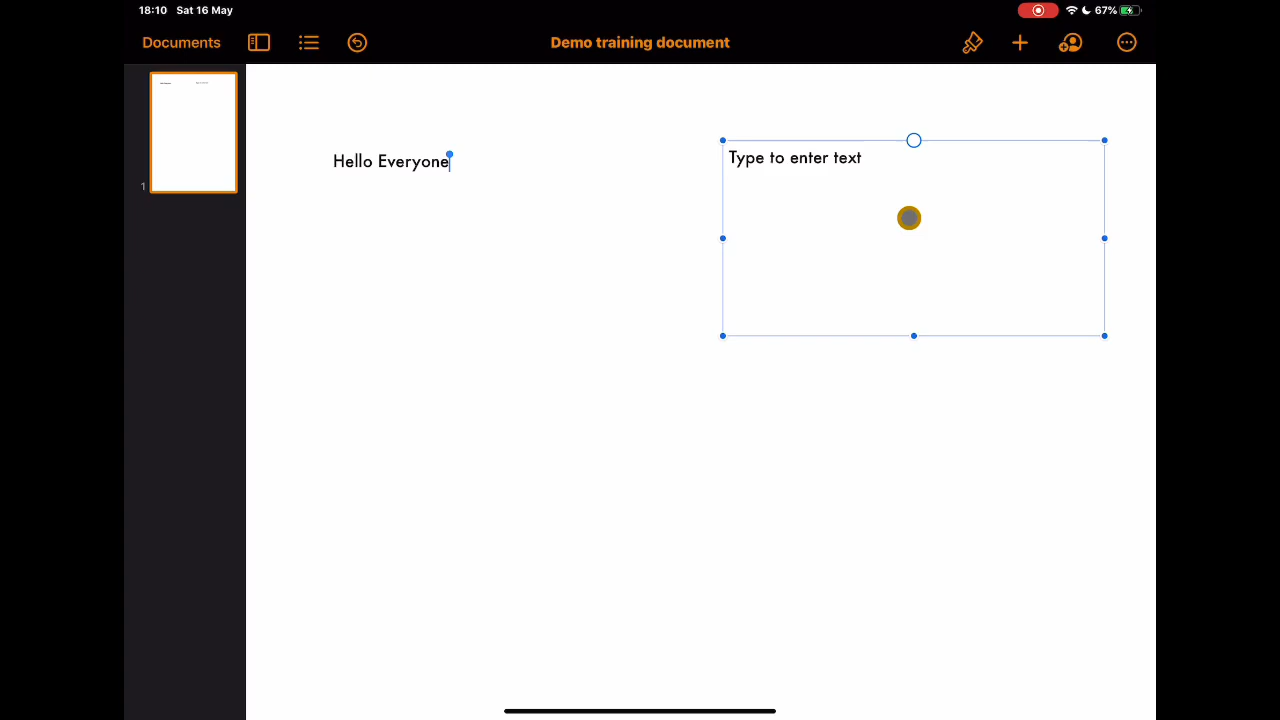 18:10 Sat 16 May 67%
Documents Demo training document
Hello Everyone
Type to enter text
1